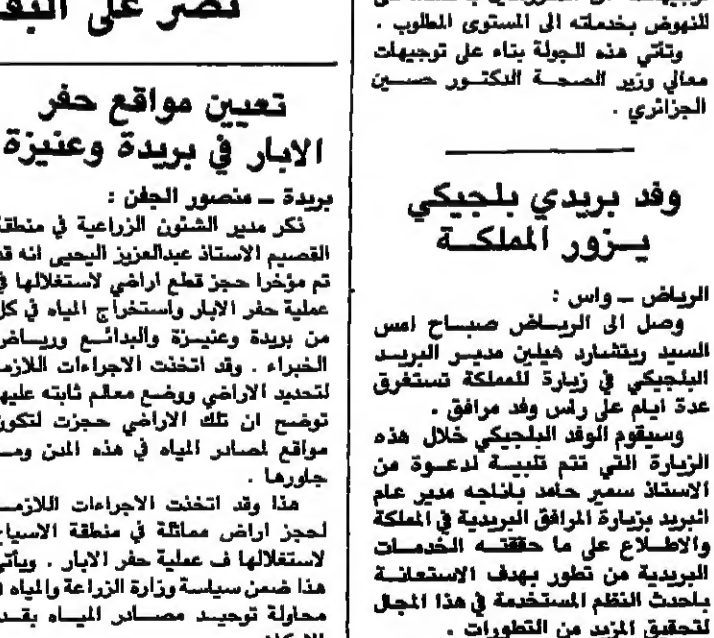 للنهوض بخدماته الى المستوى المطلوب .
وتأتي هذه الجولة بناء على توجيهات
معالي وزير الصحة الدكتور حسين
الجزائري .
وفد بريدي بلجيكي
يزور المملكة
الرياض ـ واس :
وصل الى الرياض صباح امس
السيد ريتشارد هيلين مدير البريد
البلجيكي في زيارة للمملكة تستغرق
عدة ايام على راس وفد مرافق .
وسيقوم الوفد البلجيكي خلال هذه
الزيارة التي تتم تلبية لدعوة من
الاستاذ سمير حامد باناجه مدير عام
البريد بزيارة المرافق البريدية في المملكة
والاطلاع على ما حققته الخدمات
البريدية من تطور بهدف الاستعانة
باحدث النظم المستخدمة في هذا المجال
لتحقيق المزيد من التطورات .
نصر على
تعيين مواقع حفر
الابار في بريدة وعنيزة
بريدة ـ منصور الجفن :
ذكر مدير الشئون الزراعية في منطقة
القصيم الاستاذ عبدالعزيز اليحيى انه قد
تم مؤخرا حجز قطع اراضي لاستغلالها في
عملية حفر الابار واستخراج المياه في كل
من بريدة وعنيزة والبدائع ورياض
الخبراء . وقد اتخذت الاجراءات اللازمة
لتحديد الاراضي ووضع معالم ثابته عليها
توضح ان تلك الاراضي حجزت لتكون
مواقع لمصادر المياه في هذه المدن وما
جاورها .
هذا وقد اتخذت الاجراءات اللازمة
لحجز اراض مماثلة في منطقة الاسياح
لاستغلالها ف عملية حفر الابار . ويأتي
هذا ضمن سياسة وزارة الزراعة والمياه في
محاولة توحيد مصادر المياه بقدر